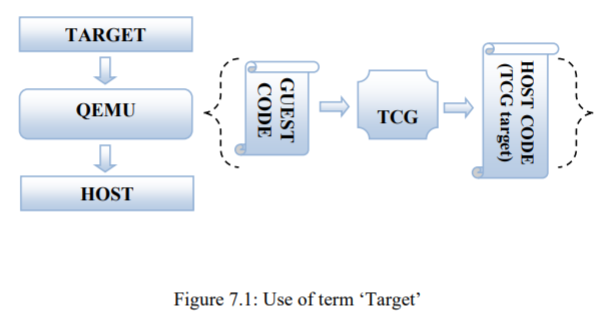 TARGET
QEMU
HOST
GUEST
CODE
TCG
HOST CODE
(TCG target)
Figure 7.1: Use of term ‘Target’